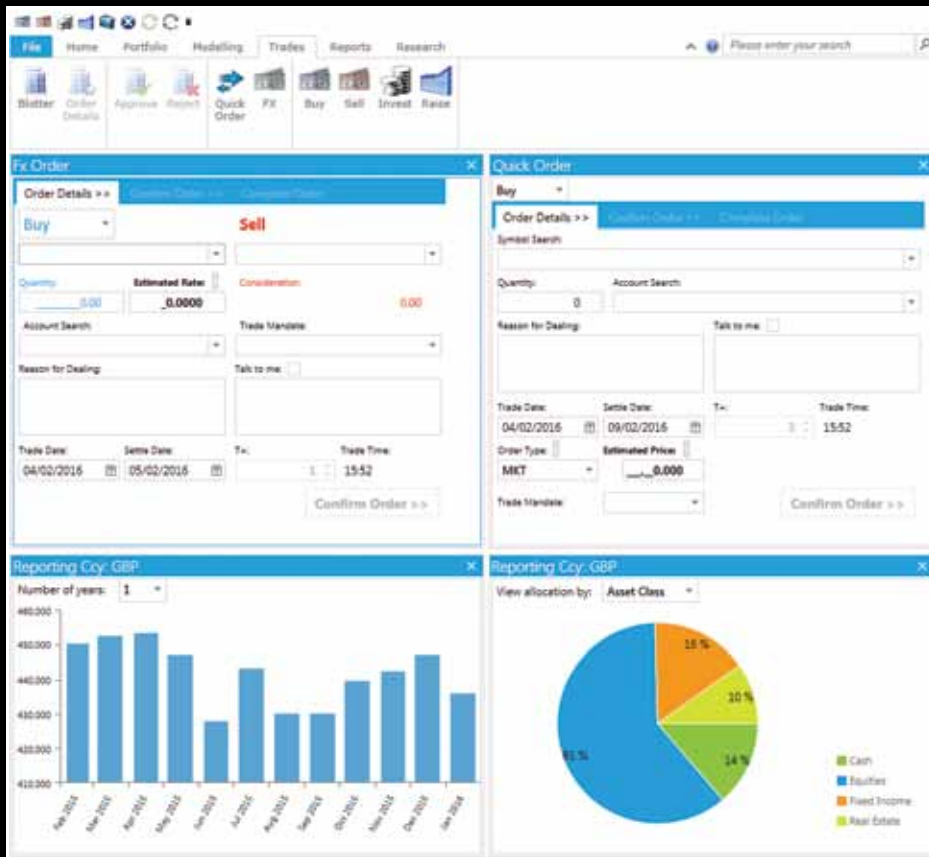 File Home Portfolio Modelling Trades Reports Research
Please enter your search
Blotter Order Details Approve Reject Quick Order FX Buy Sell Invest Raise
Fx Order
Order Details >> Confirm Order >> Complete Order
Buy Sell
Quantity: Estimated Rate: Consideration:
0.00 _0.0000 0.00
Account Search: Trade Mandate:
Reason for Dealing: Talk to me:
Trade Date: Settle Date: T+: Trade Time:
04/02/2016 05/02/2016 1 15:52
Confirm Order >>
Quick Order
Buy
Order Details >> Confirm Order >> Complete Order
Symbol Search:
Quantity: Account Search:
0
Reason for Dealing: Talk to me:
Trade Date: Settle Date: T+: Trade Time:
04/02/2016 09/02/2016 3 15:52
Order Type: Estimated Price:
MKT __._0.000
Trade Mandate: Confirm Order >>
Reporting Ccy: GBP
Number of years: 1
460,000
450,000
440,000
430,000
420,000
410,000
Feb 2015 Mar 2015 Apr 2015 May 2015 Jun 2015 Jul 2015 Aug 2015 Sep 2015 Oct 2015 Nov 2015 Dec 2015 Jan 2016
Reporting Ccy: GBP
View allocation by: Asset Class
16 %
10 %
14 %
61 %
Cash
Equities
Fixed Income
Real Estate